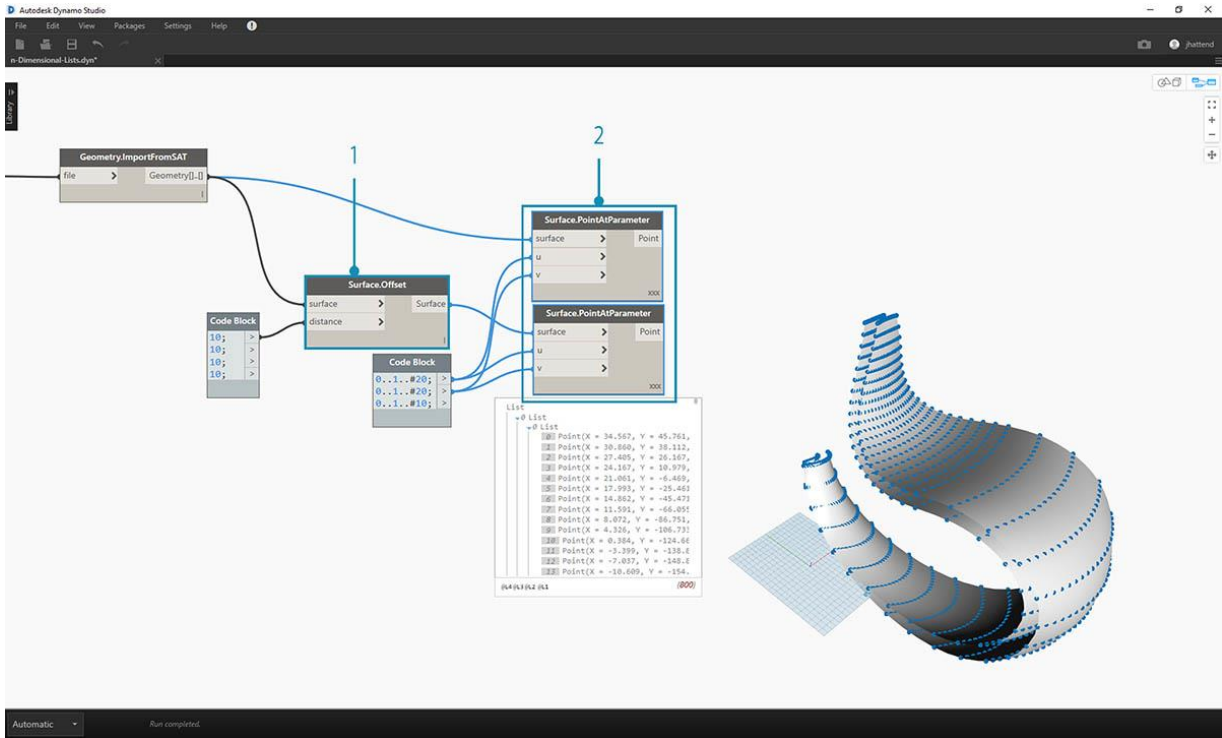 Autodesk Dynamo Studio
File Edit View Packages Settings Help
jhattend
n-Dimensional-Lists.dyn*
Library
1
2
Geometry.ImportFromSAT
file > Geometry[]..[]
Surface.PointAtParameter
surface > Point
u >
v >
XXX
Surface.Offset
surface > Surface
distance >
Surface.PointAtParameter
surface > Point
u >
v >
XXX
Code Block
10; >
10; >
10; >
10; >
Code Block
0..1..#20; >
0..1..#20; >
0..1..#10; >
List
0 List
0 List
0 Point(X = 34.567, Y = 45.761,
1 Point(X = 30.860, Y = 38.112,
2 Point(X = 27.405, Y = 26.167,
3 Point(X = 24.167, Y = 10.979,
4 Point(X = 21.061, Y = -6.469,
5 Point(X = 17.993, Y = -25.461
6 Point(X = 14.862, Y = -45.471
7 Point(X = 11.591, Y = -66.055
8 Point(X = 8.072, Y = -86.751,
9 Point(X = 4.326, Y = -106.731
10 Point(X = 0.384, Y = -124.66
11 Point(X = -3.399, Y = -138.8
12 Point(X = -7.037, Y = -148.8
13 Point(X = -10.609, Y = -154.
@L4 @L3 @L2 @L1 {800}
Automatic Run completed.